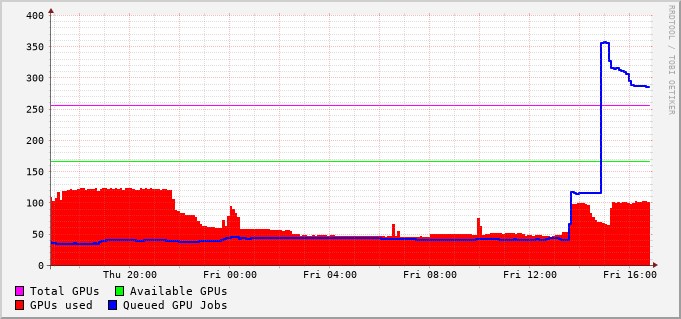 400
350
300
250
200
150
100
50
0
Thu 20:00 Fri 00:00 Fri 04:00 Fri 08:00 Fri 12:00 Fri 16:00
Total GPUs Available GPUs
GPUs used Queued GPU Jobs
RRDTOOL / TOBI OETIKER